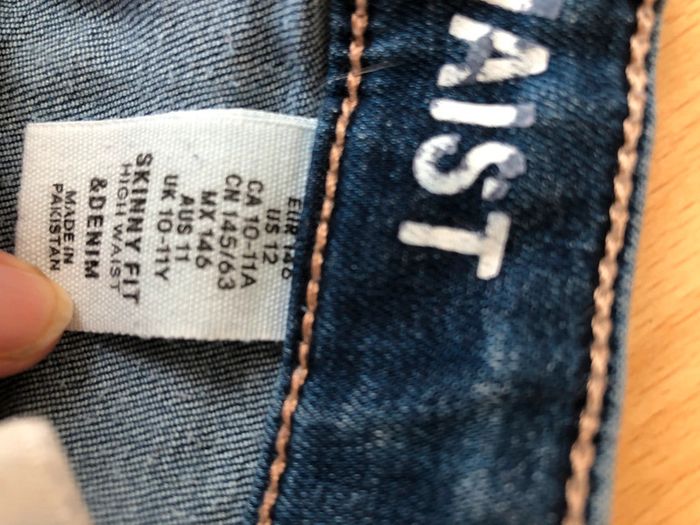 EUR 146
US 12
CA 10-11A
CN 145/63
MX 146
AUS 11
UK 10-11Y
SKINNY FIT
HIGH WAIST
&DENIM
MADE IN
PAKISTAN
WAIST